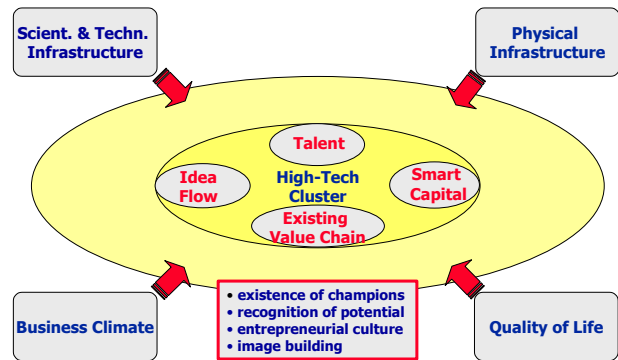 Scient. & Techn.
Infrastructure
Physical
Infrastructure
Talent
Idea
Flow
High-Tech
Cluster
Smart
Capital
Existing
Value Chain
• existence of champions
• recognition of potential
• entrepreneurial culture
• image building
Business Climate
Quality of Life